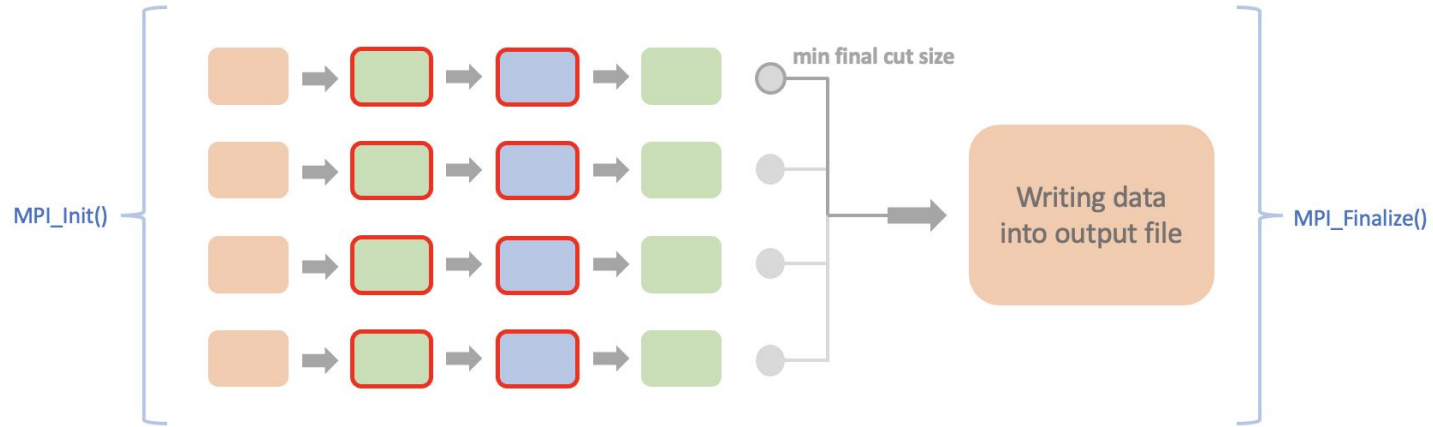 min final cut size
MPI_Init()
Writing data
into output file
MPI_Finalize()